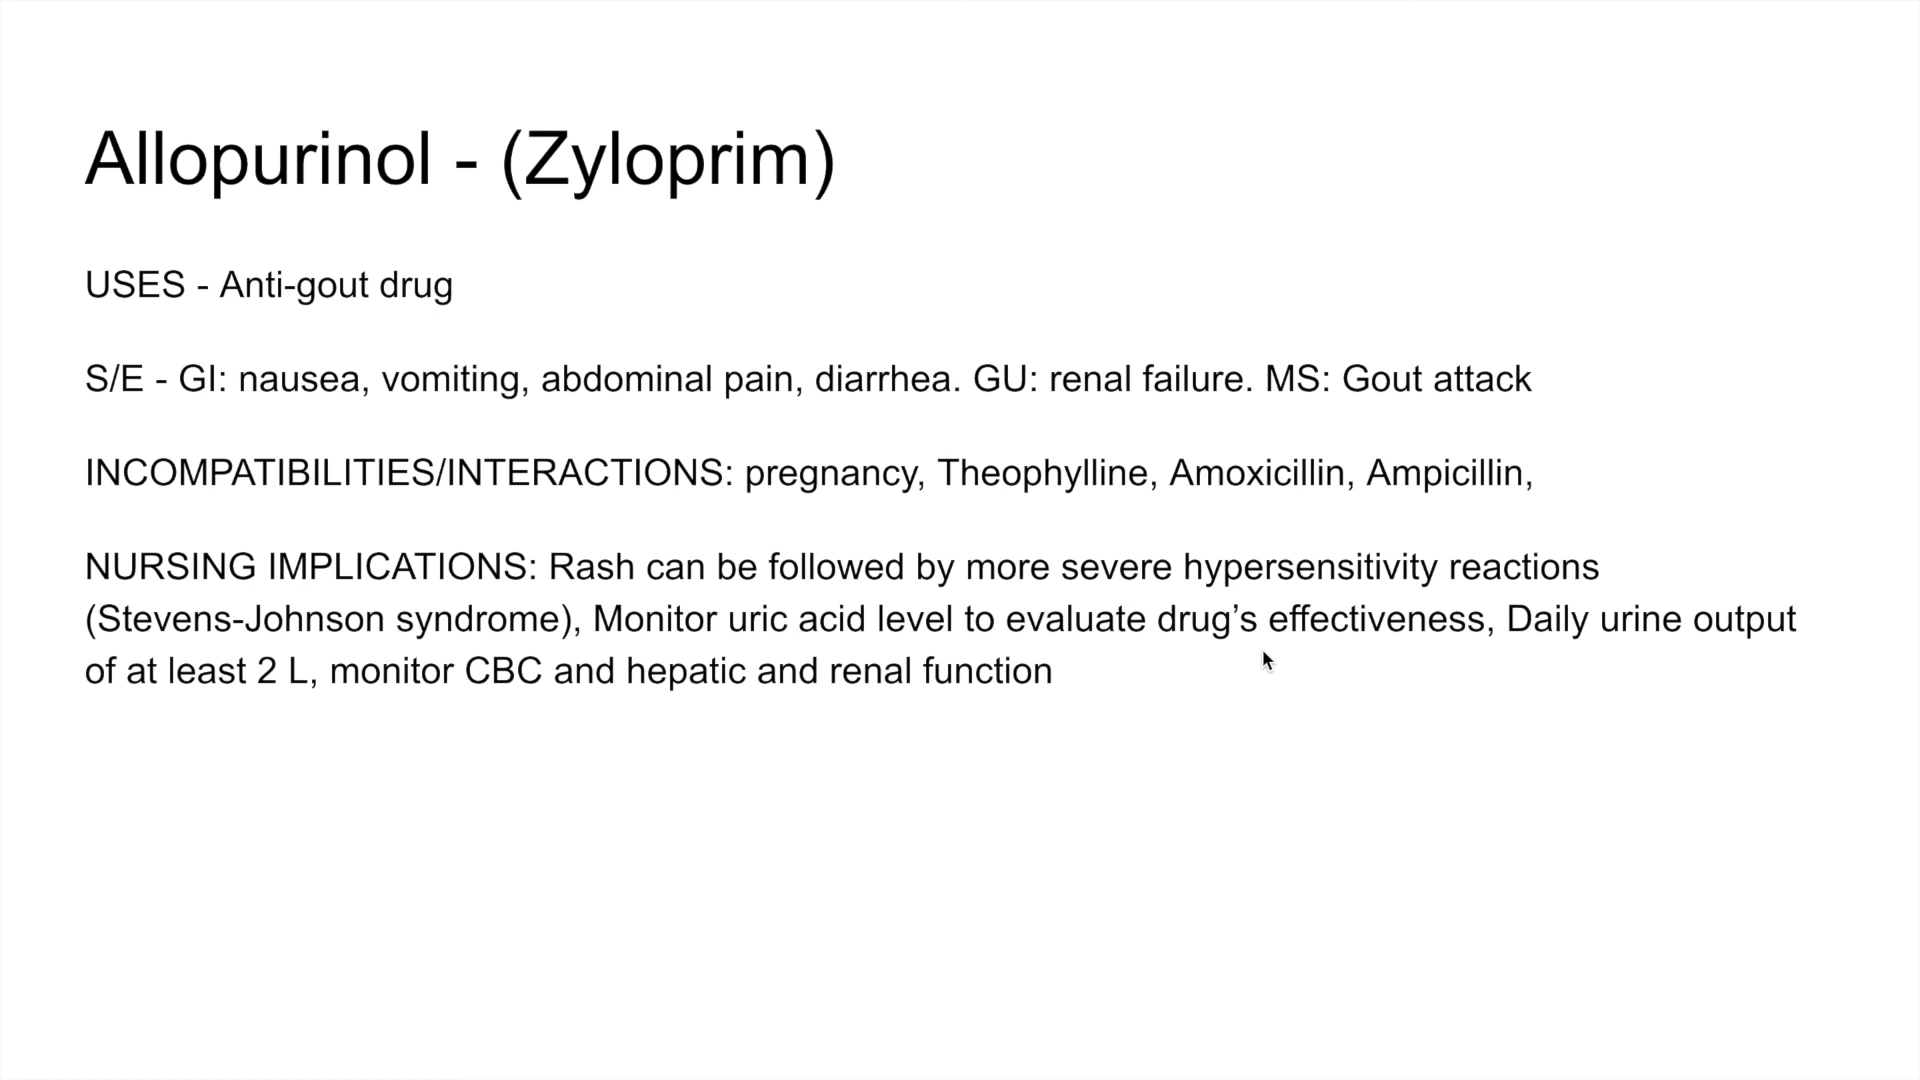 Allopurinol - (Zyloprim)
USES - Anti-gout drug
S/E - GI: nausea, vomiting, abdominal pain, diarrhea. GU: renal failure. MS: Gout attack
INCOMPATIBILITIES/INTERACTIONS: pregnancy, Theophylline, Amoxicillin, Ampicillin,
NURSING IMPLICATIONS: Rash can be followed by more severe hypersensitivity reactions
(Stevens-Johnson syndrome), Monitor uric acid level to evaluate drug’s effectiveness, Daily urine output
of at least 2 L, monitor CBC and hepatic and renal function